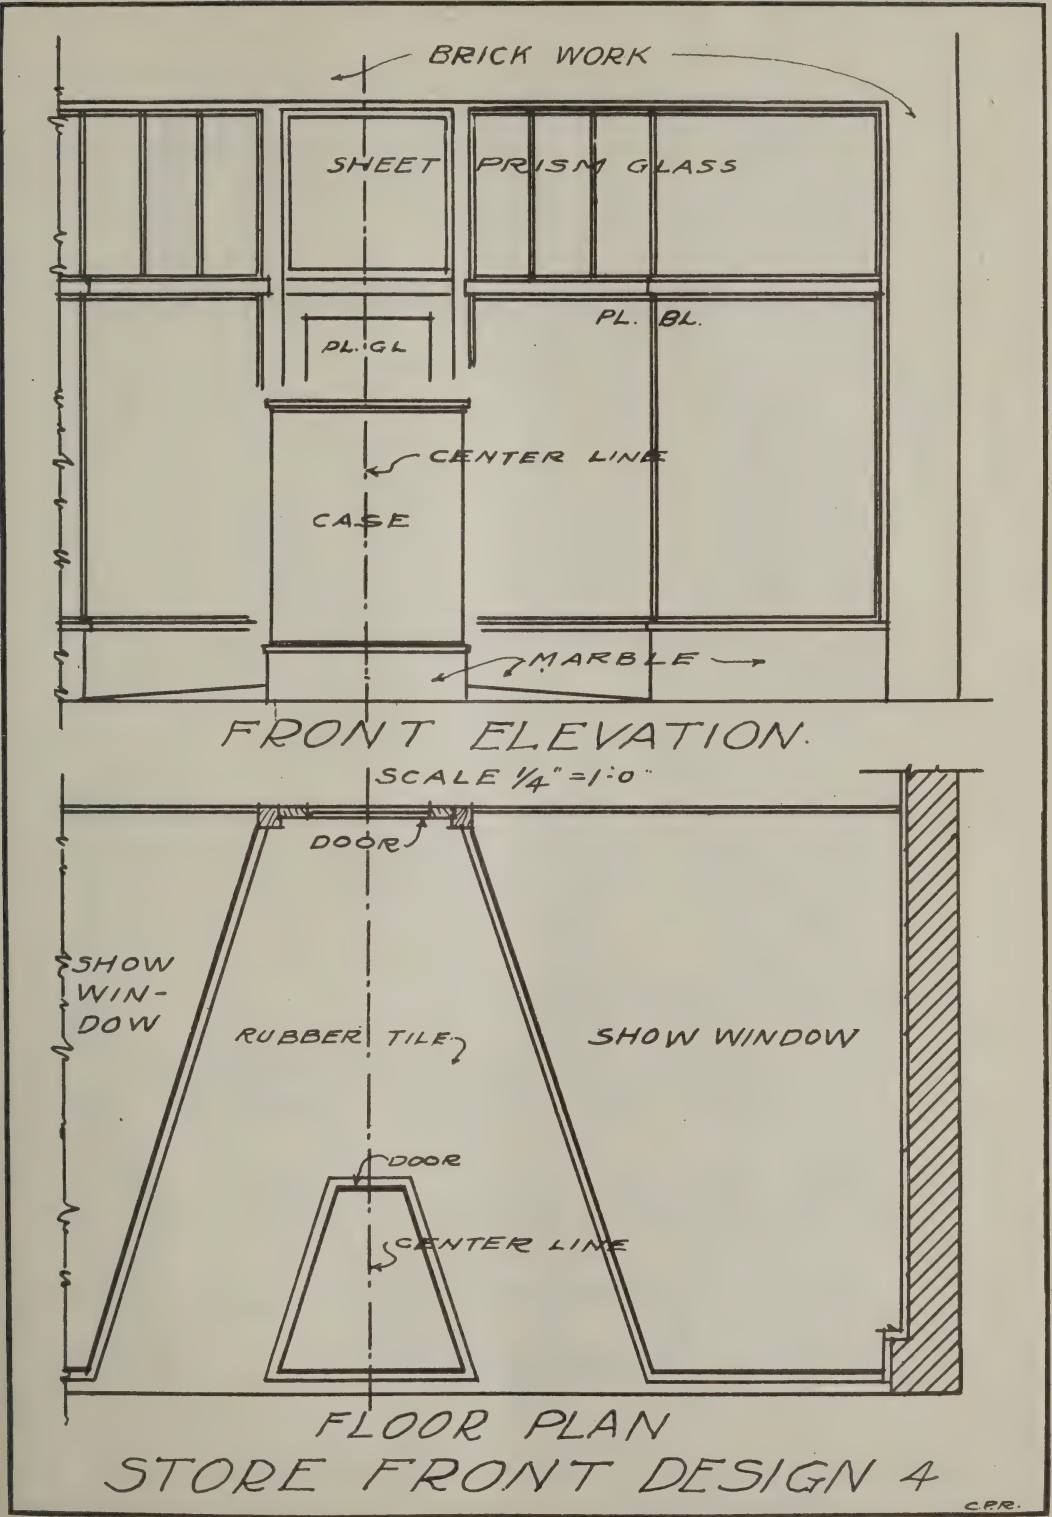 BRICK WORK
SHEET PRISM GLASS
PL. BL.
PL. GL
CENTER LINE
CASE
MARBLE
FRONT ELEVATION.
SCALE 1/4" = 1'-0"
DOOR
SHOW
WIN-
DOW
RUBBER TILE
SHOW WINDOW
DOOR
CENTER LINE
FLOOR PLAN
STORE FRONT DESIGN 4
C.P.R.